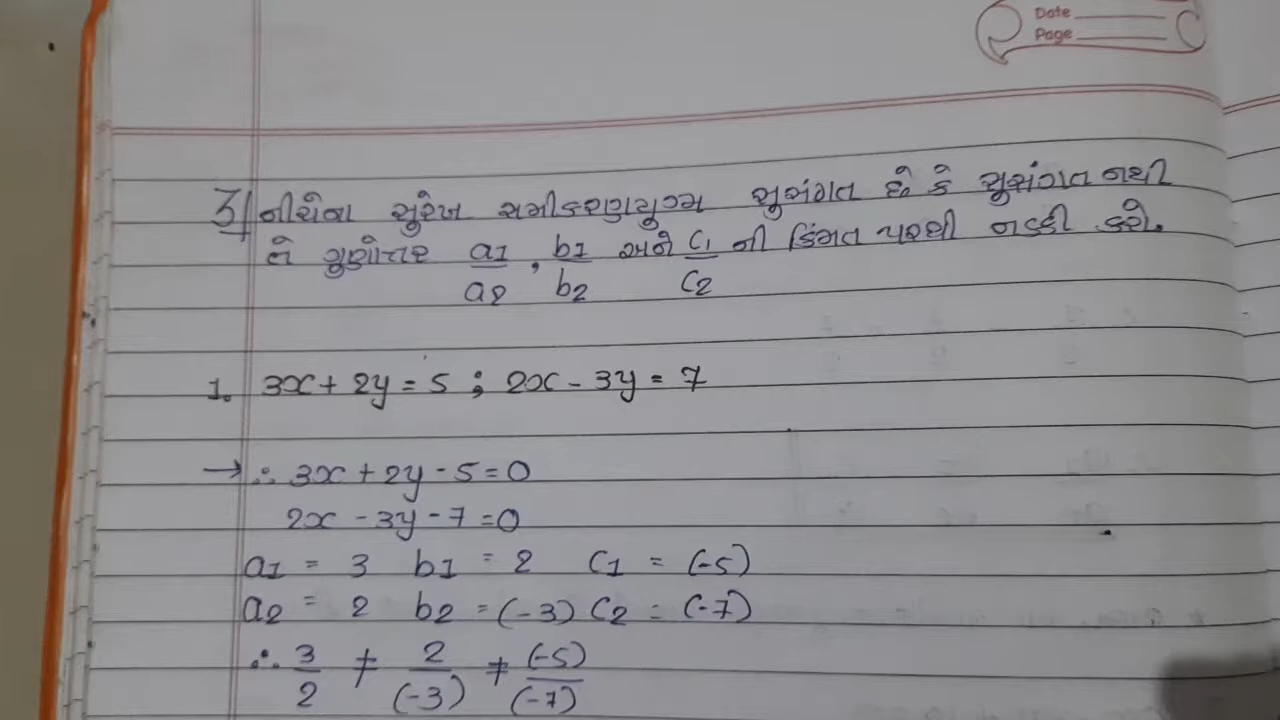 Date
Page
3| નીચેના સુરેખ સમીકરણયુગ્મ સુસંગત છે કે સુસંગત નથી
તે ગુણોત્તર a1/a2, b1/b2 અને c1/c2 ની કિંમત પરથી નક્કી કરો.
1. 3x + 2y = 5 ; 2x - 3y = 7
→ ∴ 3x + 2y - 5 = 0
2x - 3y - 7 = 0
a1 = 3 b1 = 2 c1 = (-5)
a2 = 2 b2 = (-3) c2 = (-7)
∴ 3/2 ≠ 2/(-3) ≠ (-5)/(-7)